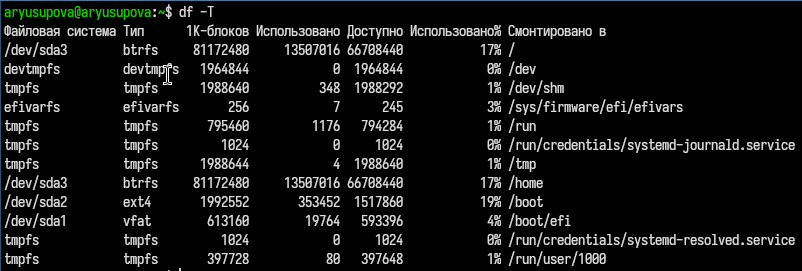 aryusupova@aryusupova:~$ df -T
Файловая система Тип 1K-блоков Использовано Доступно Использовано% Смонтировано в
/dev/sda3 btrfs 81172480 13507016 66708440 17% /
devtmpfs devtmpfs 1964844 0 1964844 0% /dev
tmpfs tmpfs 1988640 348 1988292 1% /dev/shm
efivarfs efivarfs 256 7 245 3% /sys/firmware/efi/efivars
tmpfs tmpfs 795460 1176 794284 1% /run
tmpfs tmpfs 1024 0 1024 0% /run/credentials/systemd-journald.service
tmpfs tmpfs 1988644 4 1988640 1% /tmp
/dev/sda3 btrfs 81172480 13507016 66708440 17% /home
/dev/sda2 ext4 1992552 353452 1517860 19% /boot
/dev/sda1 vfat 613160 19764 593396 4% /boot/efi
tmpfs tmpfs 1024 0 1024 0% /run/credentials/systemd-resolved.service
tmpfs tmpfs 397728 80 397648 1% /run/user/1000